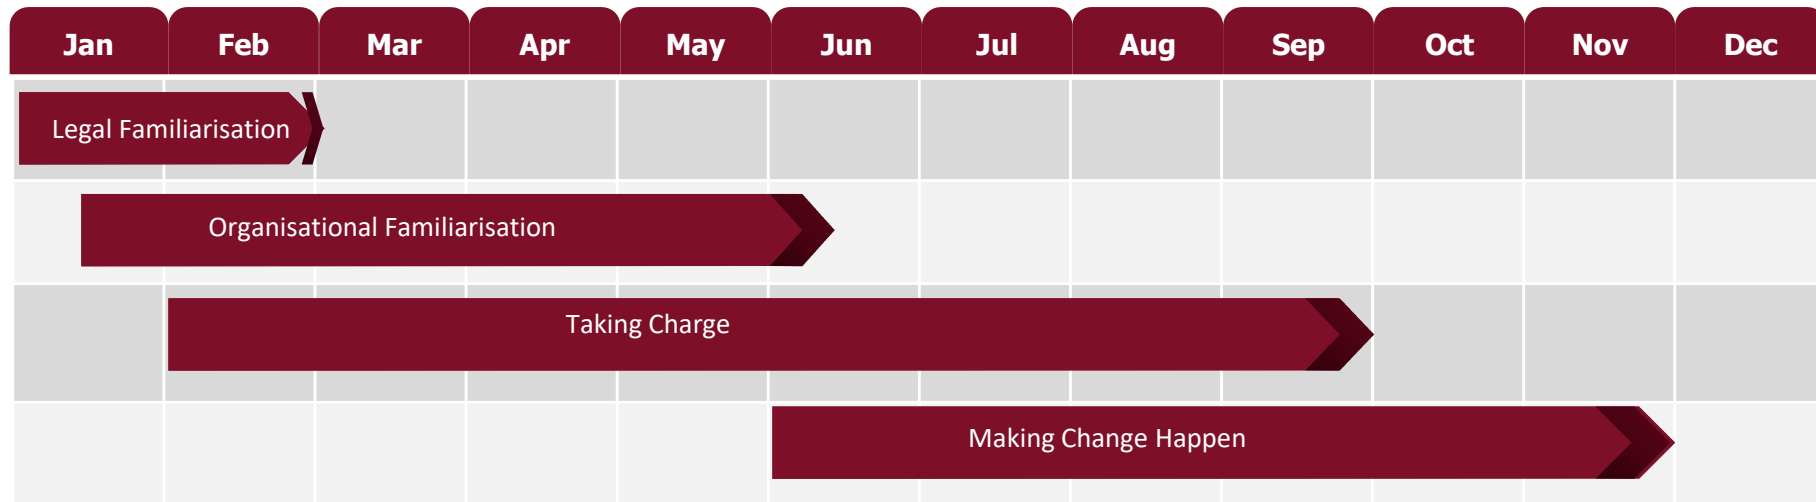 Jan Feb Mar Apr May Jun Jul Aug Sep Oct Nov Dec
Legal Familiarisation
Organisational Familiarisation
Taking Charge
Making Change Happen